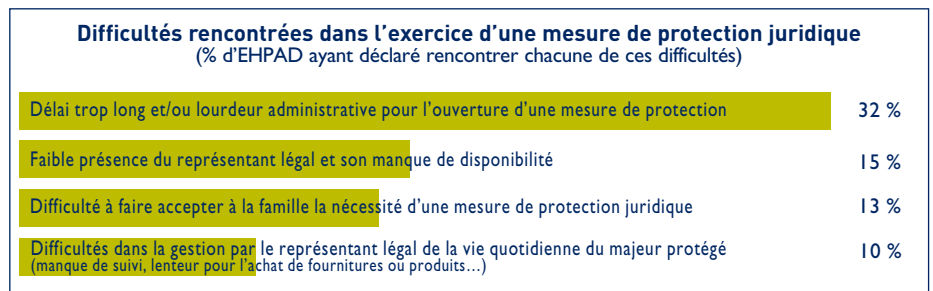 Difficultés rencontrées dans l’exercice d’une mesure de protection juridique
(% d’EHPAD ayant déclaré rencontrer chacune de ces difficultés)
Délai trop long et/ou lourdeur administrative pour l’ouverture d’une mesure de protection 32 %
Faible présence du représentant légal et son manque de disponibilité 15 %
Difficulté à faire accepter à la famille la nécessité d’une mesure de protection juridique 13 %
Difficultés dans la gestion par le représentant légal de la vie quotidienne du majeur protégé 10 %
(manque de suivi, lenteur pour l’achat de fournitures ou produits…)